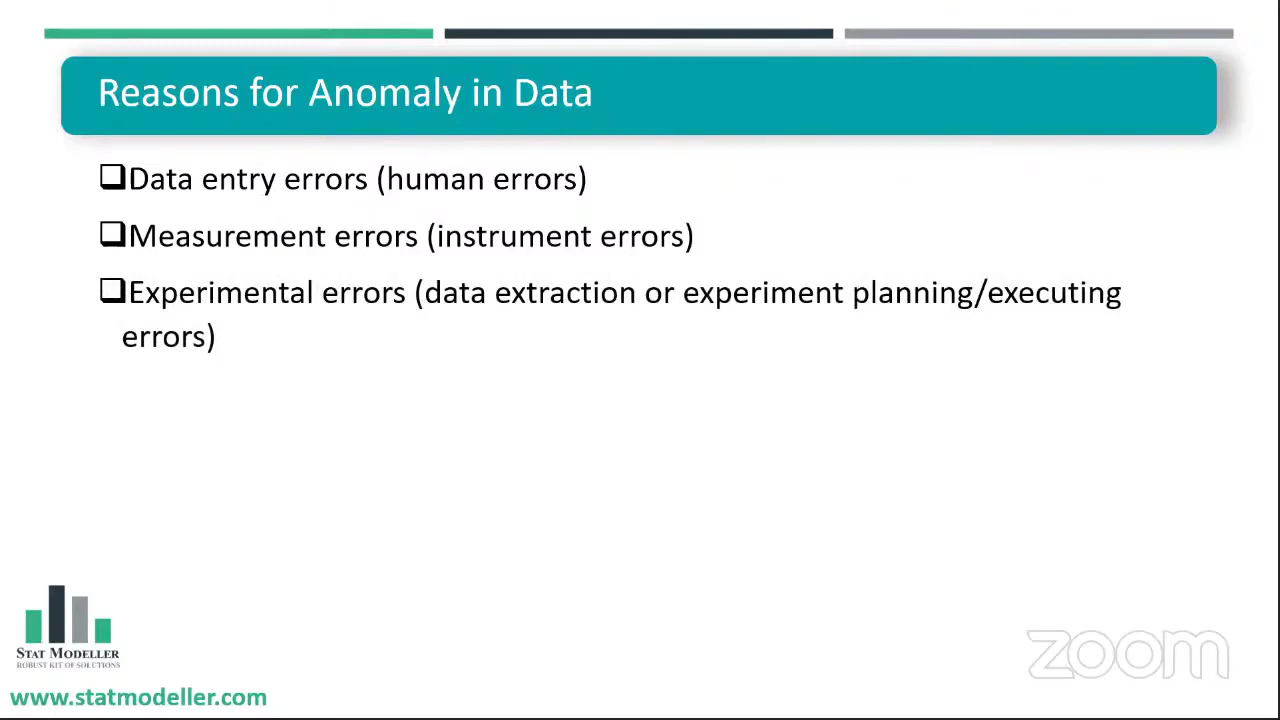 Reasons for Anomaly in Data
❑Data entry errors (human errors)
❑Measurement errors (instrument errors)
❑Experimental errors (data extraction or experiment planning/executing
errors)
STAT MODELLER
ROBUST KIT OF SOLUTIONS
zoom
www.statmodeller.com